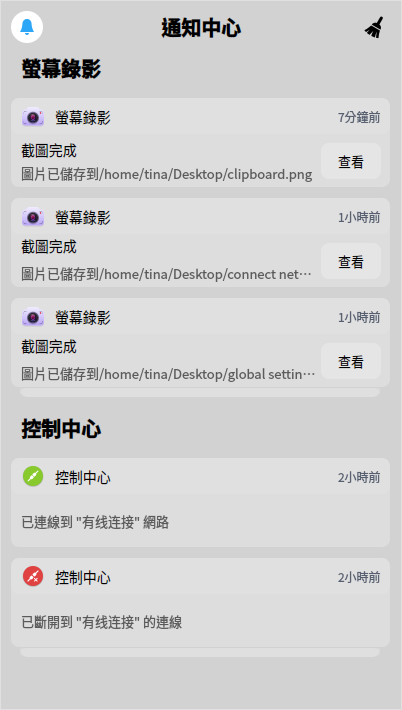 通知中心
螢幕錄影
螢幕錄影 7分鐘前
截圖完成
圖片已儲存到/home/tina/Desktop/clipboard.png
查看
螢幕錄影 1小時前
截圖完成
圖片已儲存到/home/tina/Desktop/connect net…
查看
螢幕錄影 1小時前
截圖完成
圖片已儲存到/home/tina/Desktop/global settin…
查看
控制中心
控制中心 2小時前
已連線到 "有线连接" 網路
控制中心 2小時前
已斷開到 "有线连接" 的連線